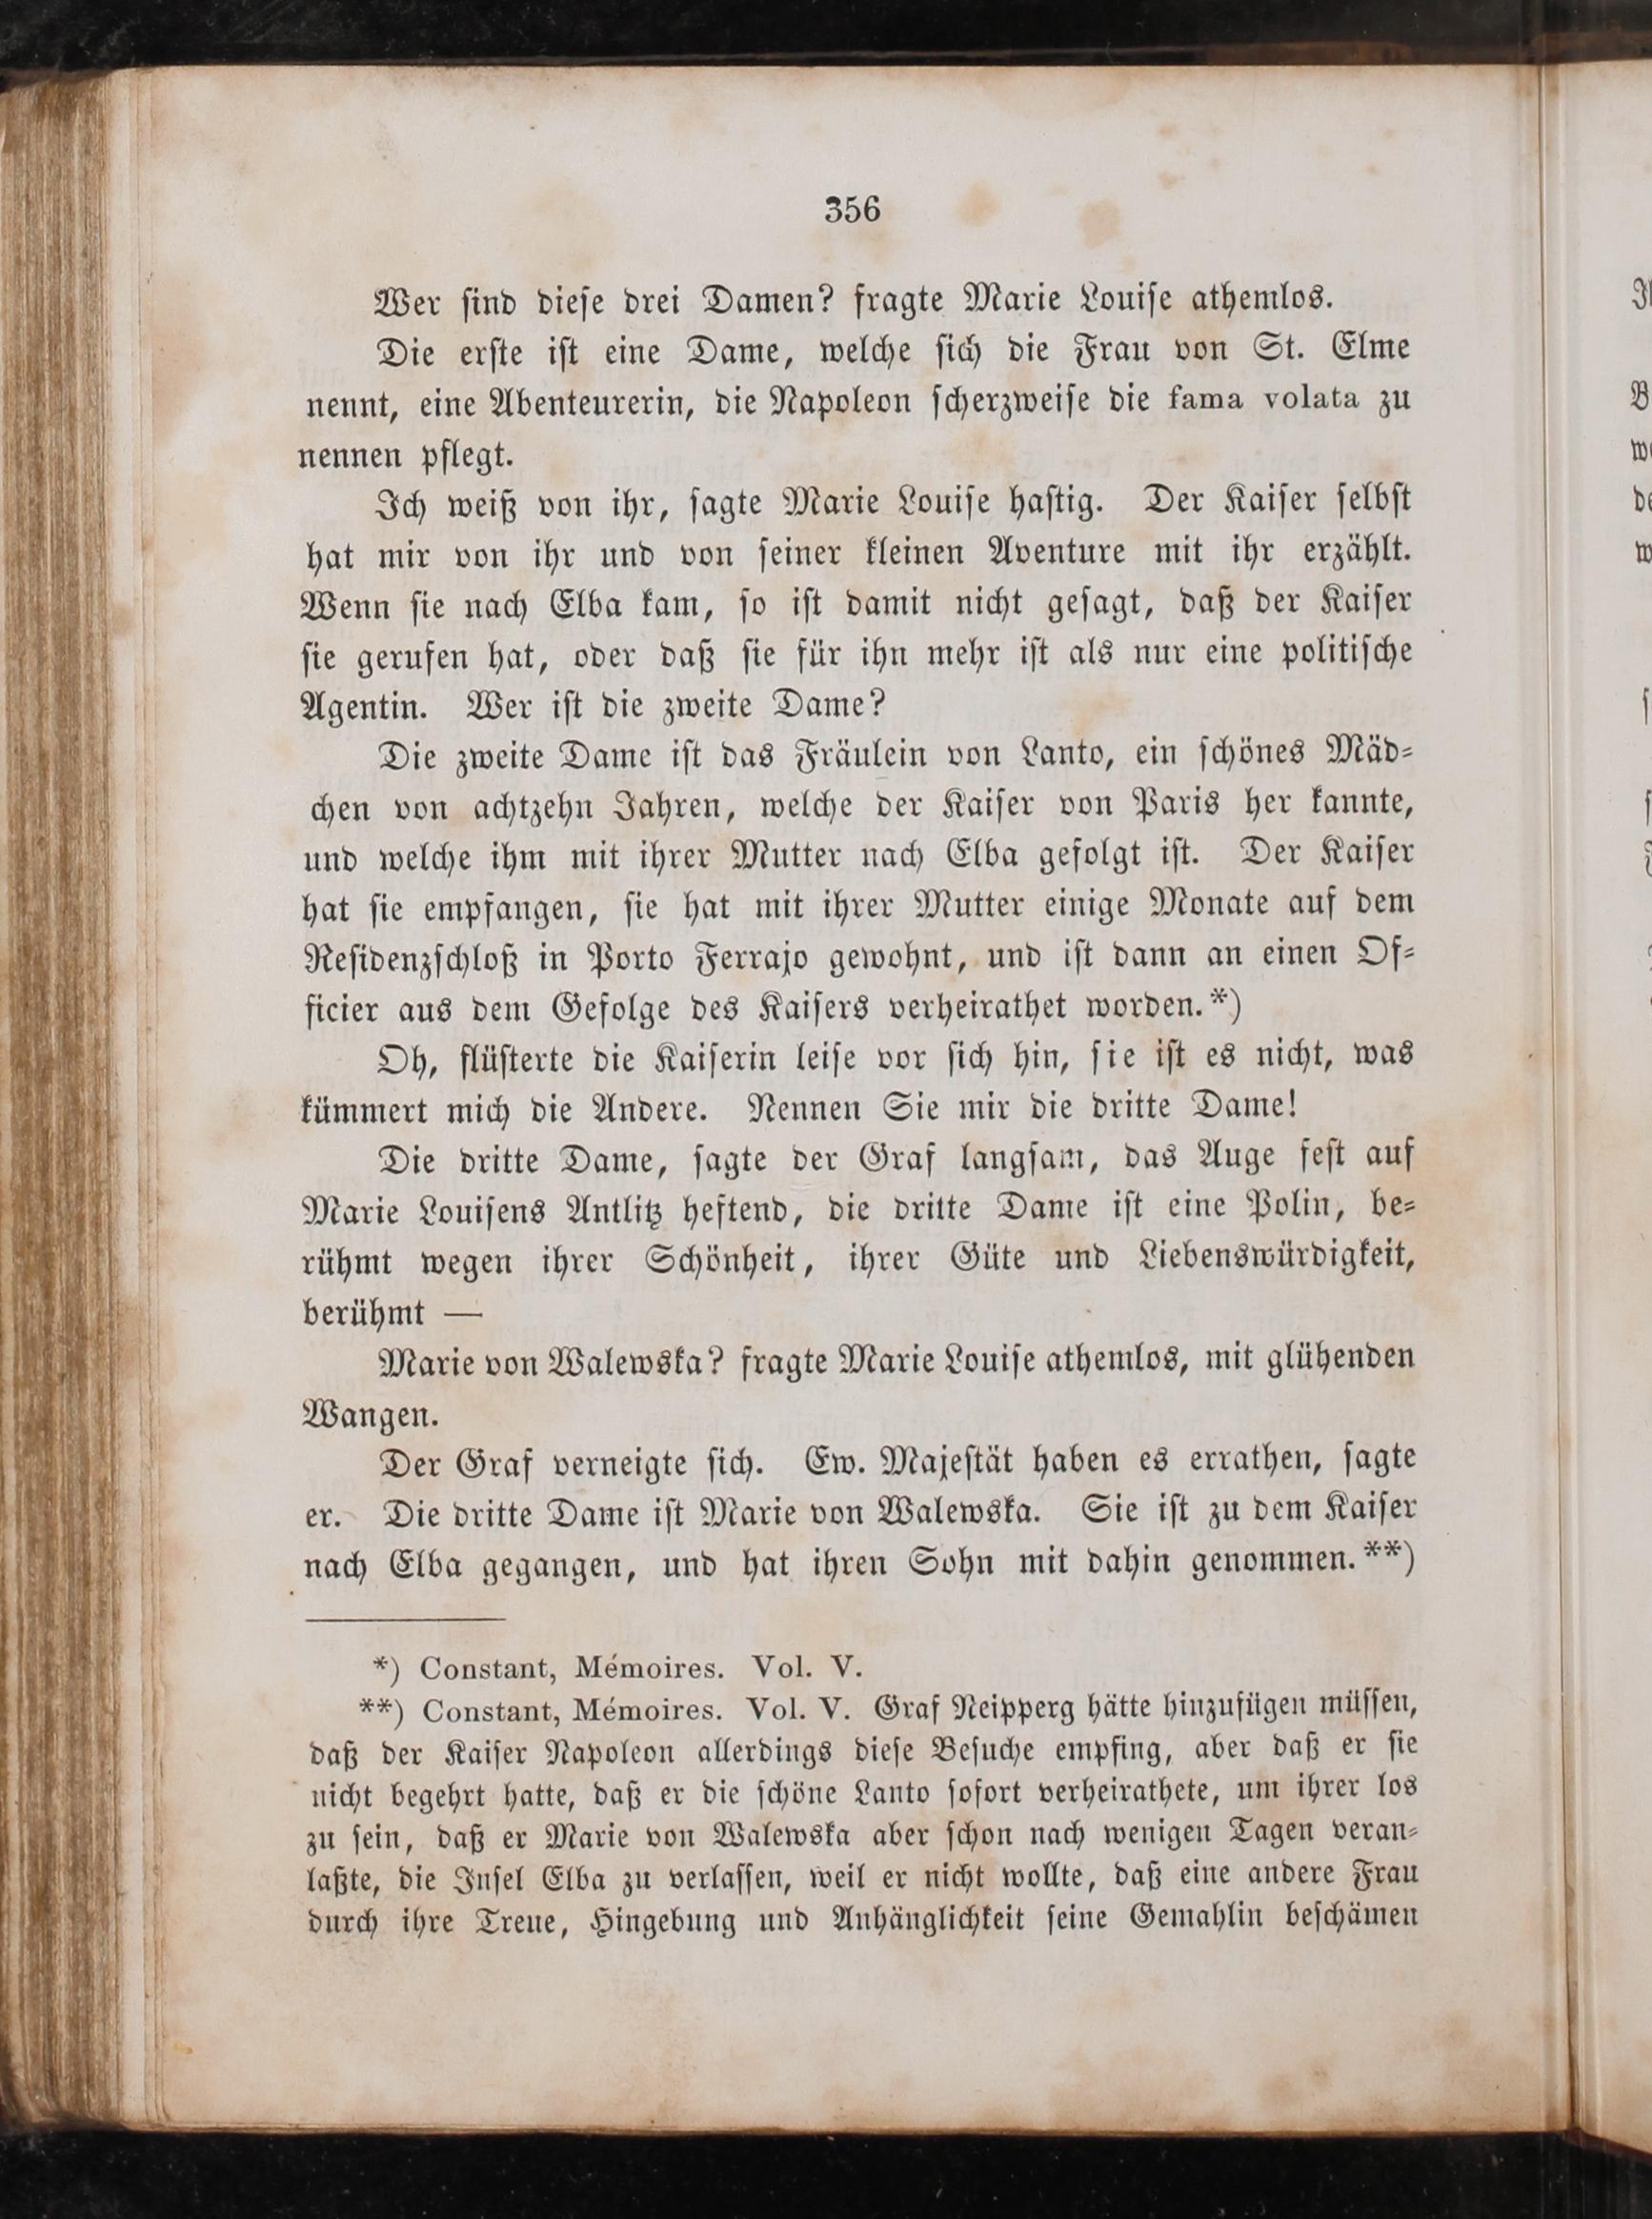 356
Wer sind diese drei Damen? fragte Marie Louise athemlos.
Die erste ist eine Dame, welche sich die Frau von St. Elme
nennt, eine Abenteurerin, die Napoleon scherzweise die fama volata zu
nennen pflegt.
Ich weiß von ihr, sagte Marie Louise hastig. Der Kaiser selbst
hat mir von ihr und von seiner kleinen Aventure mit ihr erzählt.
Wenn sie nach Elba kam, so ist damit nicht gesagt, daß der Kaiser
sie gerufen hat, oder daß sie für ihn mehr ist als nur eine politische
Agentin. Wer ist die zweite Dame?
Die zweite Dame ist das Fräulein von Lanto, ein schönes Mäd-
chen von achtzehn Jahren, welche der Kaiser von Paris her kannte,
und welche ihm mit ihrer Mutter nach Elba gefolgt ist. Der Kaiser
hat sie empfangen, sie hat mit ihrer Mutter einige Monate auf dem
Residenzschloß in Porto Ferrajo gewohnt, und ist dann an einen Of-
ficier aus dem Gefolge des Kaisers verheirathet worden.*)
Oh, flüsterte die Kaiserin leise vor sich hin, sie ist es nicht, was
kümmert mich die Andere. Nennen Sie mir die dritte Dame!
Die dritte Dame, sagte der Graf langsam, das Auge fest auf
Marie Louisens Antlitz heftend, die dritte Dame ist eine Polin, be-
rühmt wegen ihrer Schönheit, ihrer Güte und Liebenswürdigkeit,
berühmt —
Marie von Walewska? fragte Marie Louise athemlos, mit glühenden
Wangen.
Der Graf verneigte sich. Ew. Majestät haben es errathen, sagte
er. Die dritte Dame ist Marie von Walewska. Sie ist zu dem Kaiser
nach Elba gegangen, und hat ihren Sohn mit dahin genommen.**)
*) Constant, Mémoires. Vol. V.
**) Constant, Mémoires. Vol. V. Graf Neipperg hätte hinzufügen müssen,
daß der Kaiser Napoleon allerdings diese Besuche empfing, aber daß er sie
nicht begehrt hatte, daß er die schöne Lanto sofort verheirathete, um ihrer los
zu sein, daß er Marie von Walewska aber schon nach wenigen Tagen veran-
laßte, die Insel Elba zu verlassen, weil er nicht wollte, daß eine andere Frau
durch ihre Treue, Hingebung und Anhänglichkeit seine Gemahlin beschämen